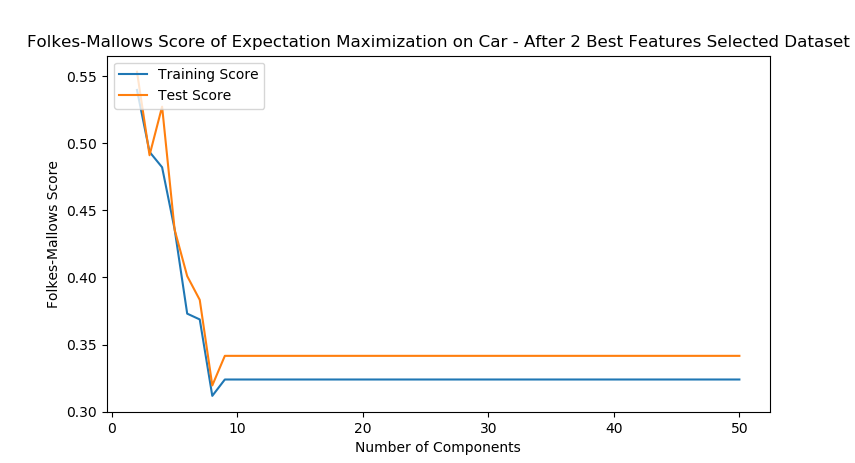 Folkes-Mallows Score of Expectation Maximization on Car - After 2 Best Features Selected Dataset
Training Score
Test Score
Folkes-Mallows Score
0.55
0.50
0.45
0.40
0.35
0.30
0
10
20
30
40
50
Number of Components